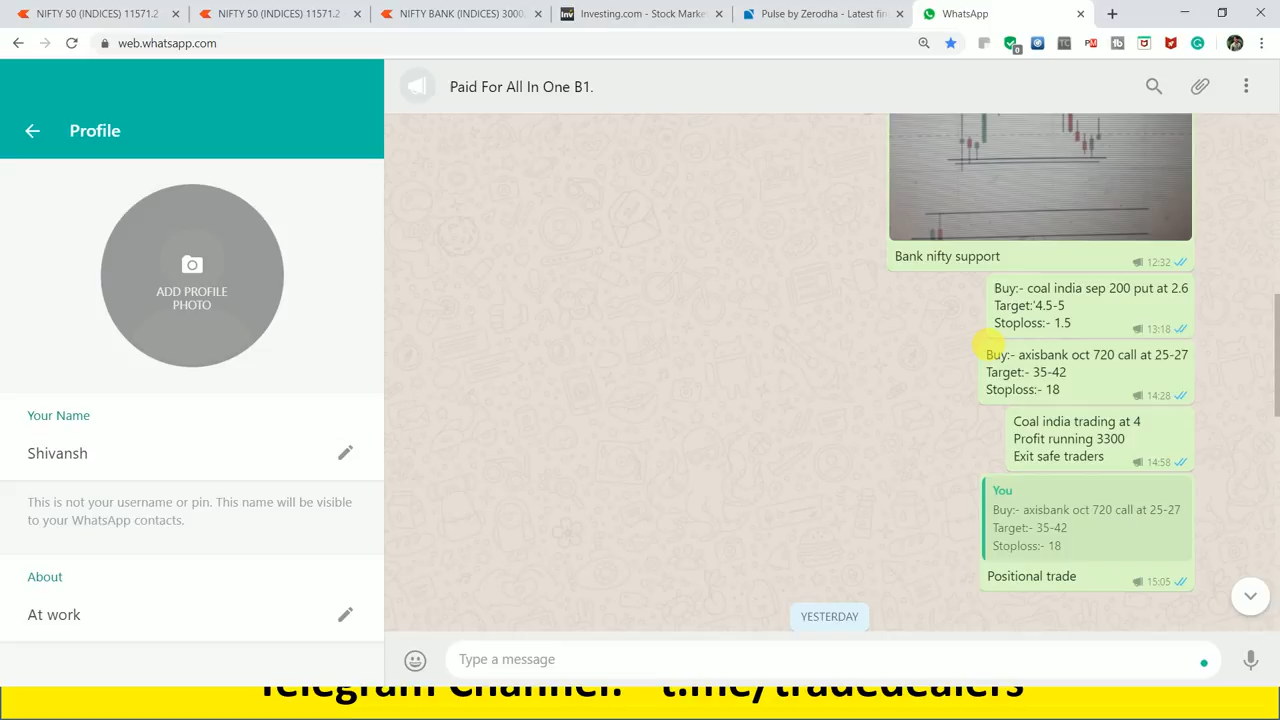 NIFTY 50 (INDICES) 11571.2
NIFTY 50 (INDICES) 11571.2
NIFTY BANK (INDICES) 3000.
Investing.com - Stock Marke
Pulse by Zerodha - Latest fin
WhatsApp
web.whatsapp.com
Profile
ADD PROFILE
PHOTO
Your Name
Shivansh
This is not your username or pin. This name will be visible
to your WhatsApp contacts.
About
At work
Paid For All In One B1.
Bank nifty support
12:32
Buy:- coal india sep 200 put at 2.6
Target:'4.5-5
Stoploss:- 1.5
13:18
Buy:- axisbank oct 720 call at 25-27
Target:- 35-42
Stoploss:- 18
14:28
Coal india trading at 4
Profit running 3300
Exit safe traders
14:58
You
Buy:- axisbank oct 720 call at 25-27
Target:- 35-42
Stoploss:- 18
Positional trade
15:05
YESTERDAY
Type a message
Telegram Channel: t.me/tradedealers